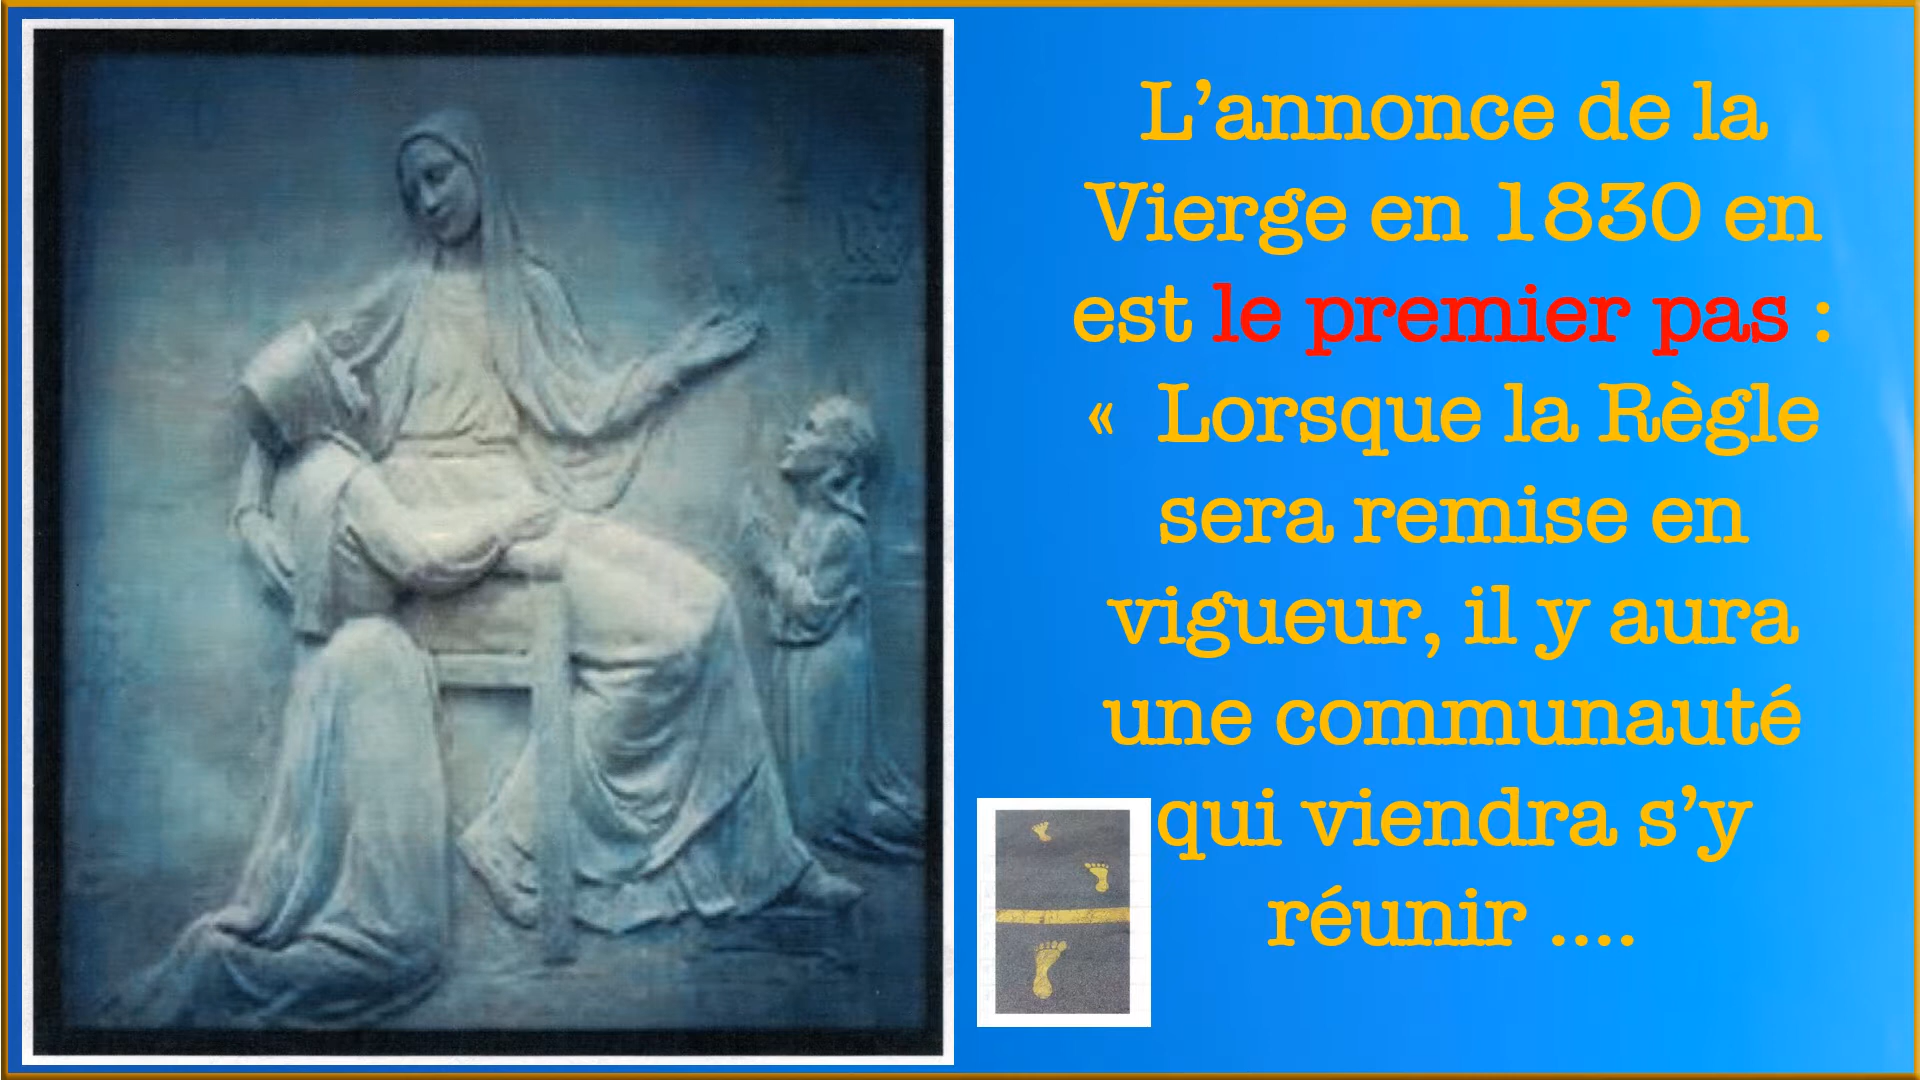 L’annonce de la
Vierge en 1830 en
est le premier pas :
«  Lorsque la Règle
sera remise en
vigueur, il y aura
une communauté
qui viendra s’y
réunir ....